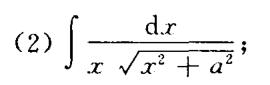 (2) ∫ dx / (x √(x² + a²));